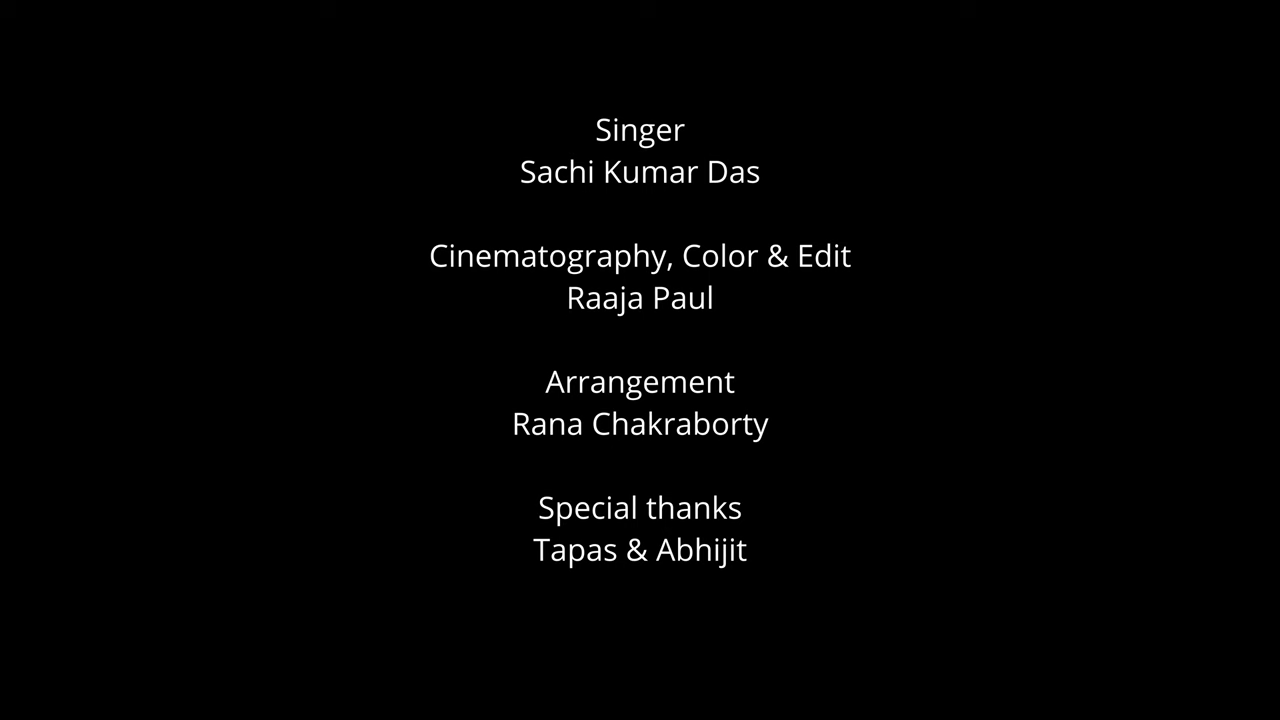 Singer
Sachi Kumar Das
Cinematography, Color & Edit
Raaja Paul
Arrangement
Rana Chakraborty
Special thanks
Tapas & Abhijit